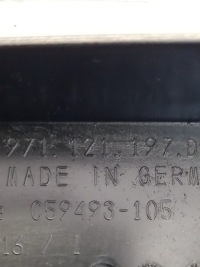 971.121.197.D
MADE IN GERM
C59493-105
16 / 1